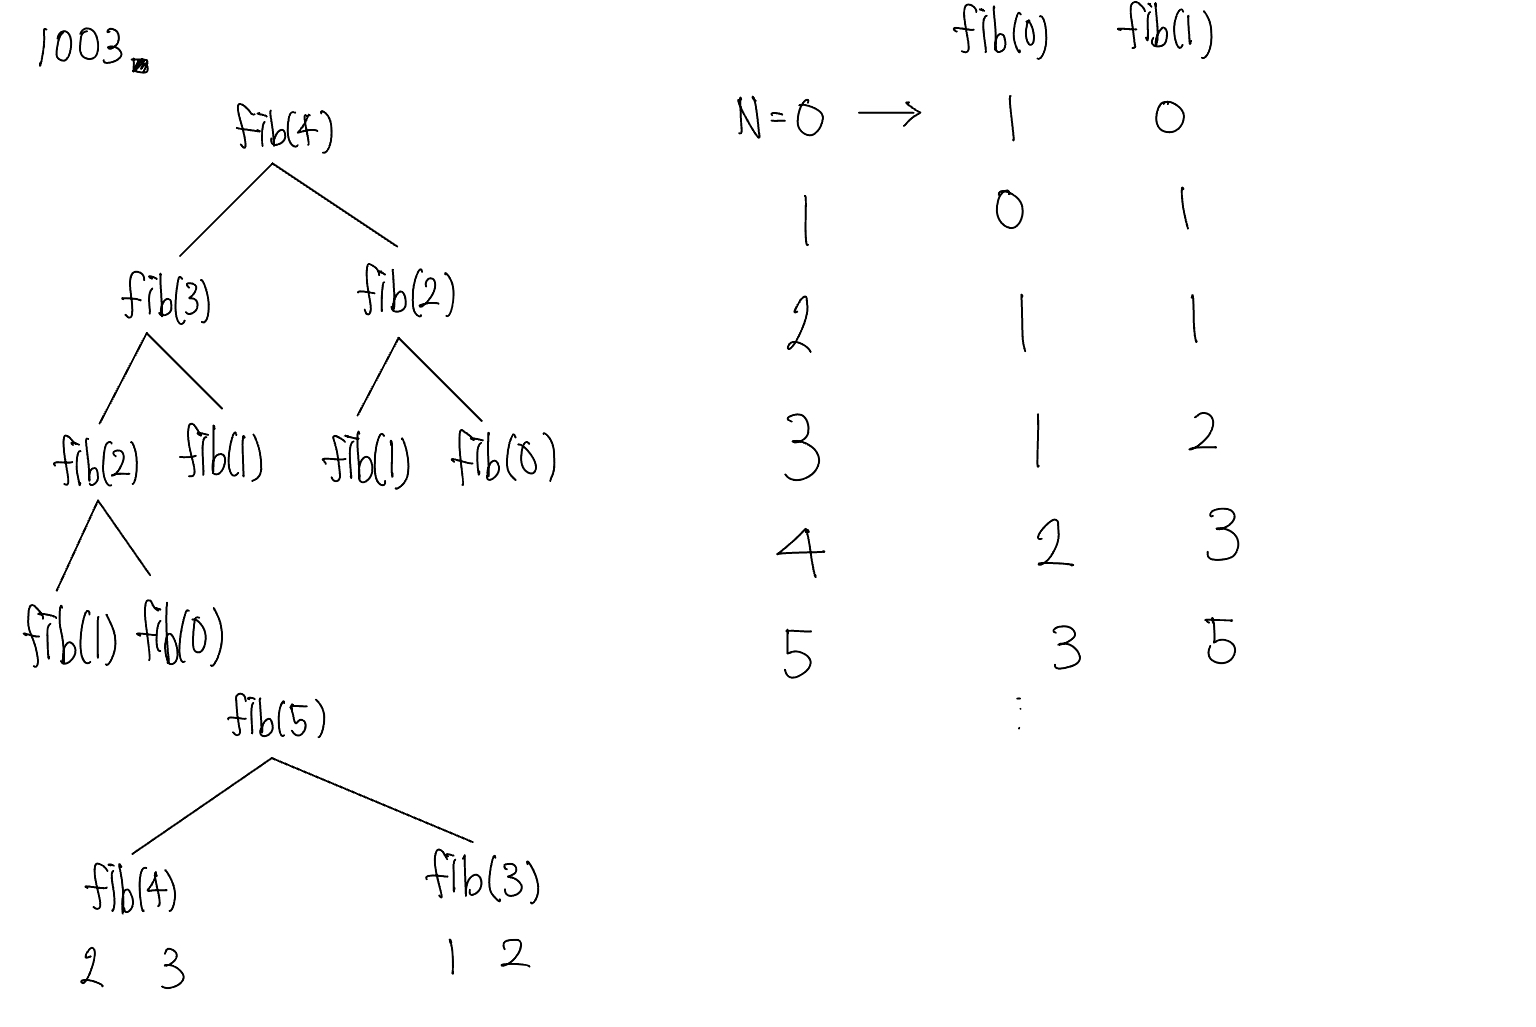 1003.
fib(4)
fib(3) fib(2)
fib(2) fib(1) fib(1) fib(0)
fib(1) fib(0)
fib(5)
fib(4) fib(3)
2 3 1 2
fib(0) fib(1)
N=0 → 1 0
1 0 1
2 1 1
3 1 2
4 2 3
5 3 5
⋮